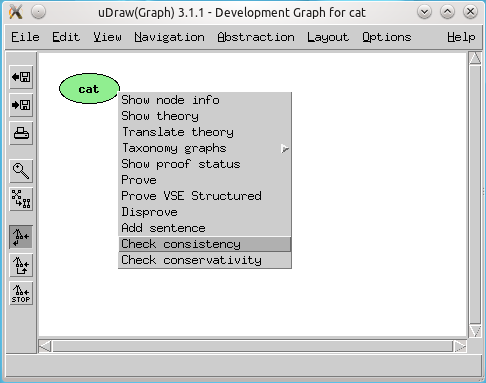 uDraw(Graph) 3.1.1 - Development Graph for cat
File Edit View Navigation Abstraction Layout Options Help
cat
Show node info
Show theory
Translate theory
Taxonomy graphs
Show proof status
Prove
Prove VSE Structured
Disprove
Add sentence
Check consistency
Check conservativity
STOP